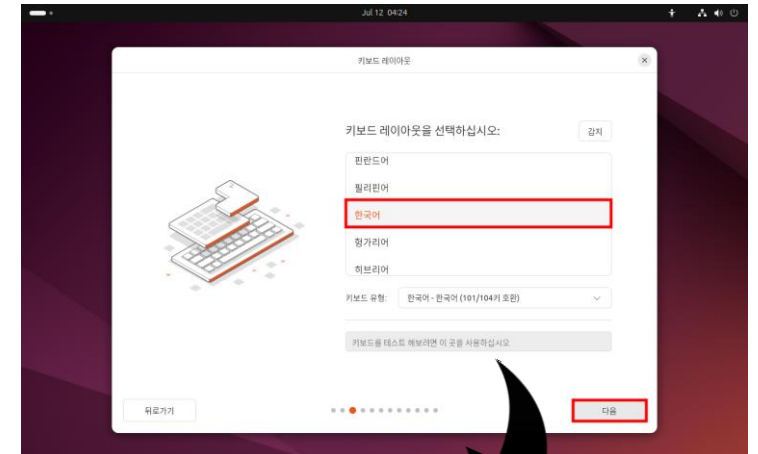 Jul 12 04:24
키보드 레이아웃
키보드 레이아웃을 선택하십시오:
감지
핀란드어
필리핀어
한국어
헝가리어
히브리어
키보드 유형:
한국어 - 한국어 (101/104키 호환)
키보드를 테스트 해보려면 이 곳을 사용하십시오
뒤로가기
다음